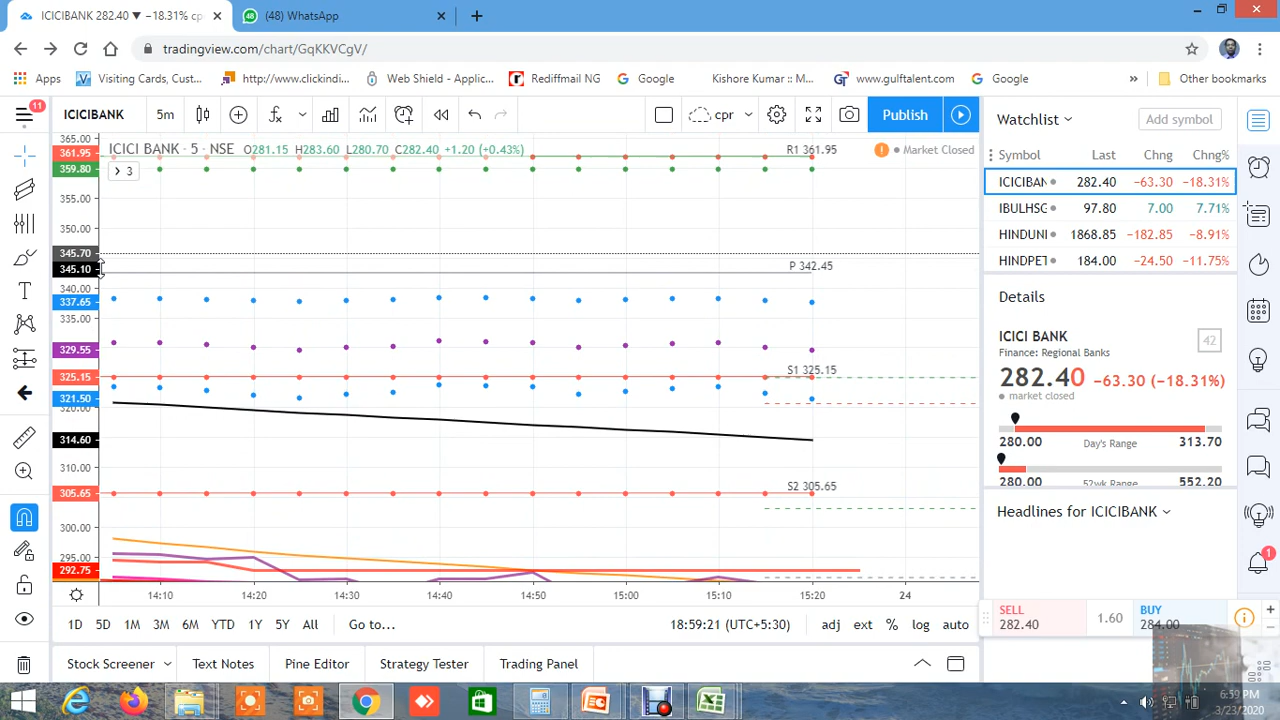 ICICIBANK 282.40 ▼ −18.31% cp
(48) WhatsApp
tradingview.com/chart/GqKKVCgV/
Apps
Visiting Cards, Cust...
http://www.clickindi...
Web Shield - Applic...
Rediffmail NG
Google
Kishore Kumar :: M...
www.gulftalent.com
Google
»
Other bookmarks
11
ICICIBANK
5m
cpr
Publish
Watchlist
Add symbol
ICICI BANK · 5 · NSE O281.15 H283.60 L280.70 C282.40 +1.20 (+0.43%)
Market Closed
3
365.00
361.95
359.80
355.00
350.00
345.70
345.10
340.00
337.65
335.00
329.55
325.15
321.50
320.00
314.60
310.00
305.65
300.00
295.00
292.75
R1 361.95
P 342.45
S1 325.15
S2 305.65
14:10 14:20 14:30 14:40 14:50 15:00 15:10 15:20 24
Symbol Last Chng Chng%
ICICIBAN 282.40 −63.30 −18.31%
IBULHSG 97.80 7.00 7.71%
HINDUNI 1868.85 −182.85 −8.91%
HINDPET 184.00 −24.50 −11.75%
Details
ICICI BANK
42
Finance: Regional Banks
282.40 −63.30 (−18.31%)
market closed
280.00 Day's Range 313.70
280.00 52wk Range 552.20
Headlines for ICICIBANK
SELL
282.40
1.60
BUY
284.00
1
1D 5D 1M 3M 6M YTD 1Y 5Y All Go to...
18:59:21 (UTC+5:30) adj ext % log auto
Stock Screener Text Notes Pine Editor Strategy Tester Trading Panel
6:59 PM
3/23/2020